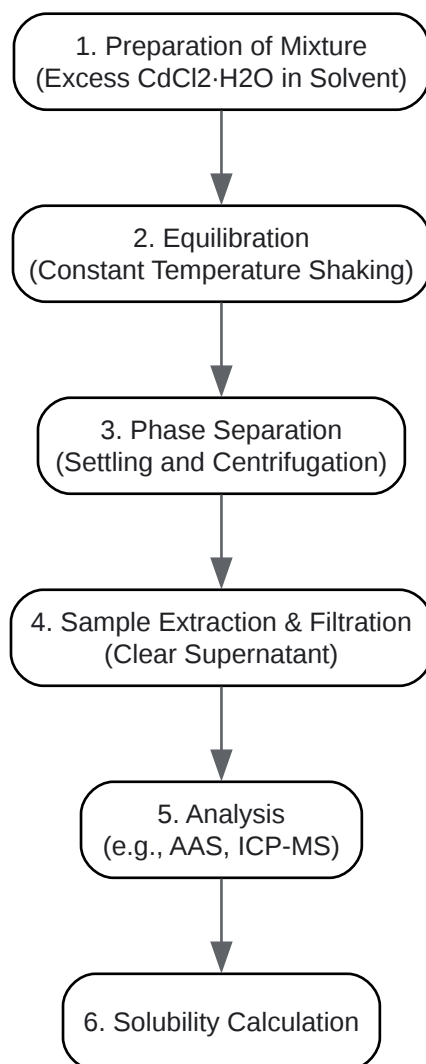 1. Preparation of Mixture
(Excess CdCl2·H2O in Solvent)
2. Equilibration
(Constant Temperature Shaking)
3. Phase Separation
(Settling and Centrifugation)
4. Sample Extraction & Filtration
(Clear Supernatant)
5. Analysis
(e.g., AAS, ICP-MS)
6. Solubility Calculation